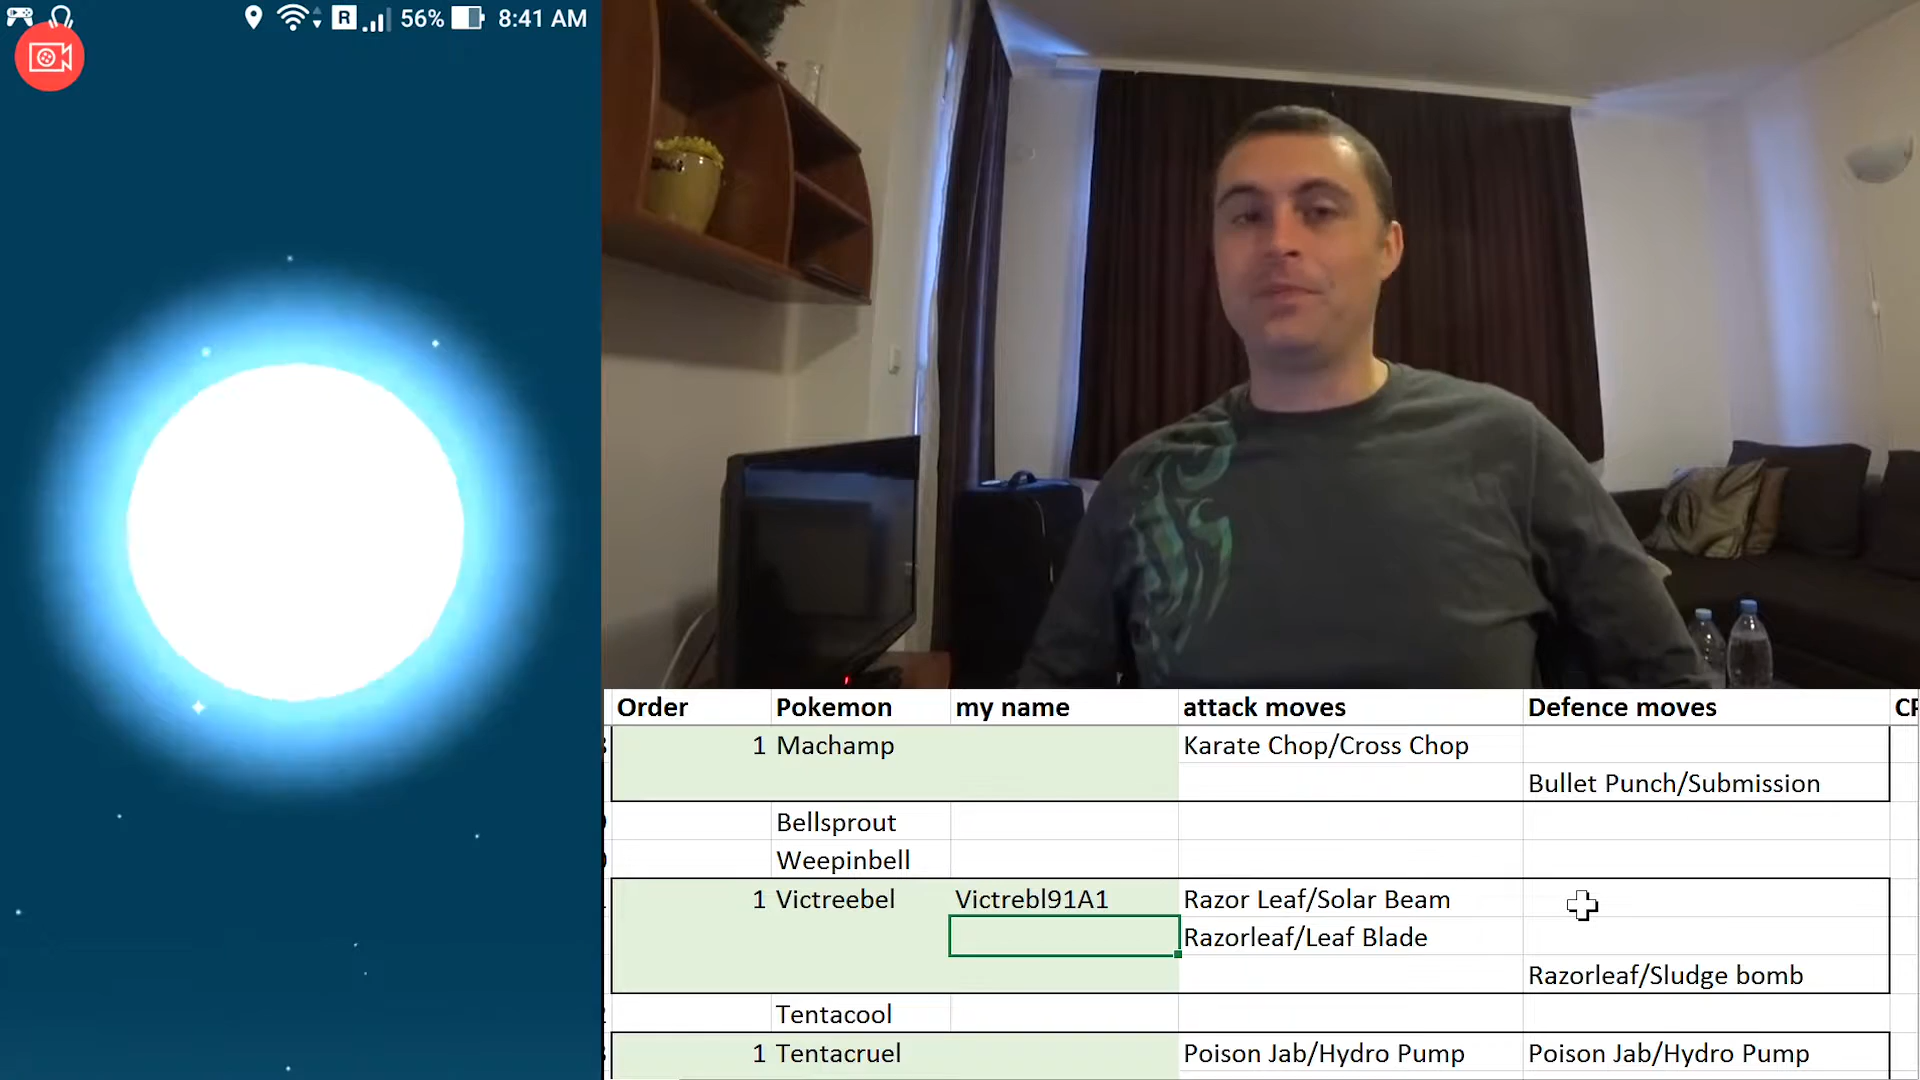 R 56% 8:41 AM
Order Pokemon my name attack moves Defence moves
1 Machamp Karate Chop/Cross Chop
Bullet Punch/Submission
Bellsprout
Weepinbell
1 Victreebel Victrebl91A1 Razor Leaf/Solar Beam
Razorleaf/Leaf Blade
Razorleaf/Sludge bomb
Tentacool
1 Tentacruel Poison Jab/Hydro Pump Poison Jab/Hydro Pump